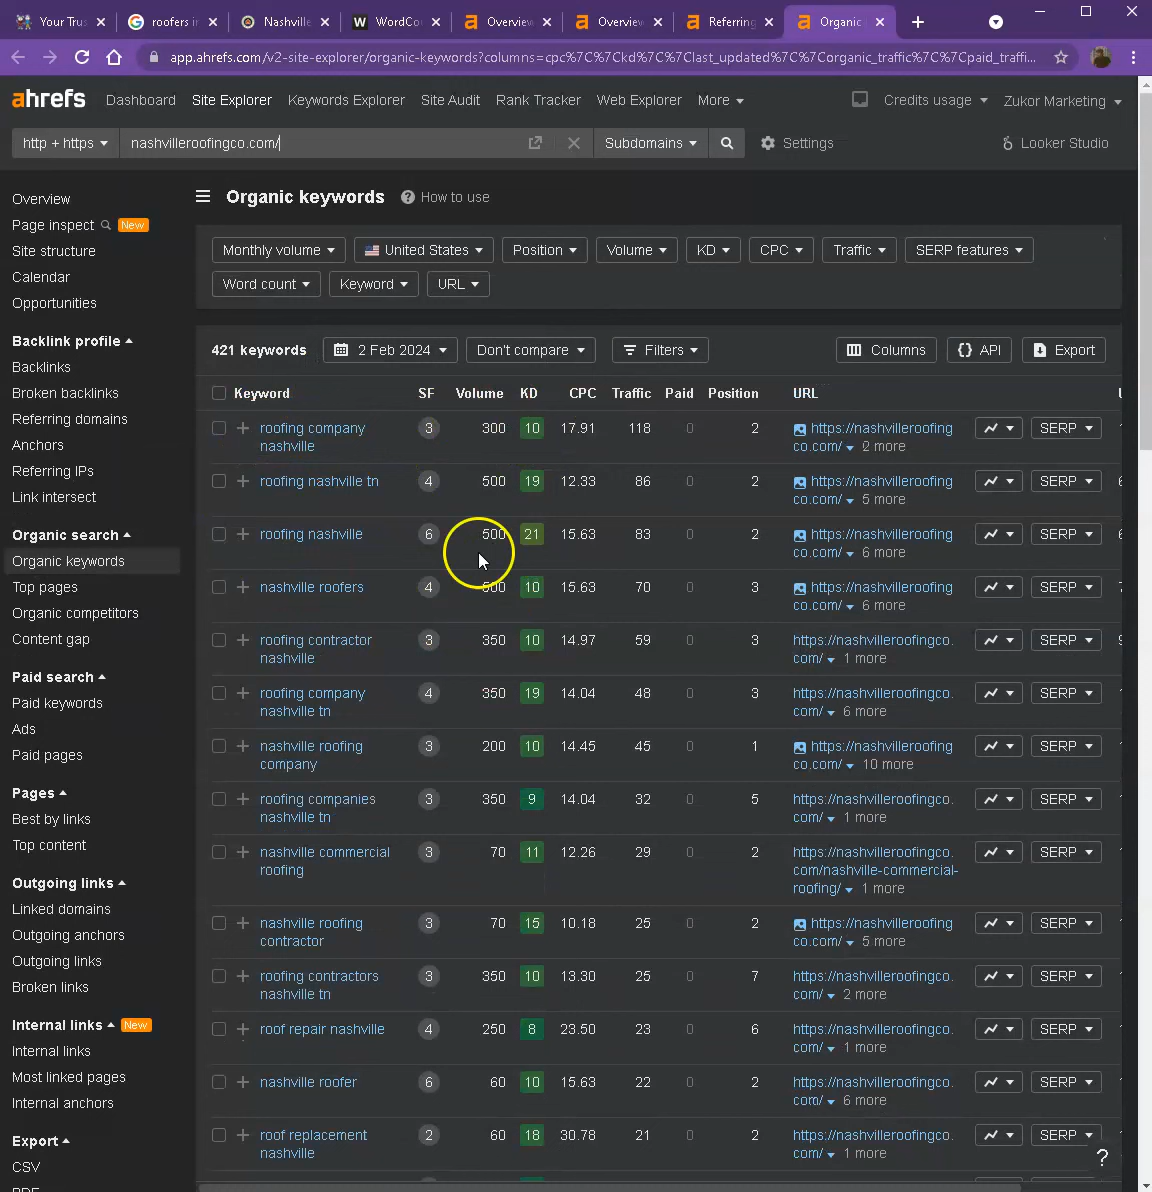 Your Trus
roofers in
Nashville
WordCou
Overview
Overview
Referring
Organic
app.ahrefs.com/v2-site-explorer/organic-keywords?columns=cpc%7C%7Ckd%7C%7Clast_updated%7C%7Corganic_traffic%7C%7Cpaid_traffi...
ahrefs Dashboard Site Explorer Keywords Explorer Site Audit Rank Tracker Web Explorer More Credits usage Zukor Marketing
http + https nashvilleroofingco.com/ Subdomains Settings Looker Studio
Overview
Page inspect New
Site structure
Calendar
Opportunities
Backlink profile
Backlinks
Broken backlinks
Referring domains
Anchors
Referring IPs
Link intersect
Organic search
Organic keywords
Top pages
Organic competitors
Content gap
Paid search
Paid keywords
Ads
Paid pages
Pages
Best by links
Top content
Outgoing links
Linked domains
Outgoing anchors
Outgoing links
Broken links
Internal links New
Internal links
Most linked pages
Internal anchors
Export
CSV
Organic keywords ? How to use
Monthly volume United States Position Volume KD CPC Traffic SERP features
Word count Keyword URL
421 keywords 2 Feb 2024 Don't compare Filters Columns {} API Export
Keyword SF Volume KD CPC Traffic Paid Position URL
roofing company 3 300 10 17.91 118 0 2 https://nashvilleroofing SERP
nashville co.com/ 2 more
roofing nashville tn 4 500 19 12.33 86 0 2 https://nashvilleroofing SERP
co.com/ 5 more
roofing nashville 6 500 21 15.63 83 0 2 https://nashvilleroofing SERP
co.com/ 6 more
nashville roofers 4 500 10 15.63 70 0 3 https://nashvilleroofing SERP
co.com/ 6 more
roofing contractor 3 350 10 14.97 59 0 3 https://nashvilleroofingco. SERP
nashville com/ 1 more
roofing company 4 350 19 14.04 48 0 3 https://nashvilleroofingco. SERP
nashville tn com/ 6 more
nashville roofing 3 200 10 14.45 45 0 1 https://nashvilleroofing SERP
company co.com/ 10 more
roofing companies 3 350 9 14.04 32 0 5 https://nashvilleroofingco. SERP
nashville tn com/ 1 more
nashville commercial 3 70 11 12.26 29 0 2 https://nashvilleroofingco. SERP
roofing com/nashville-commercial-
roofing/ 1 more
nashville roofing 3 70 15 10.18 25 0 2 https://nashvilleroofing SERP
contractor co.com/ 5 more
roofing contractors 3 350 10 13.30 25 0 7 https://nashvilleroofingco. SERP
nashville tn com/ 2 more
roof repair nashville 4 250 8 23.50 23 0 6 https://nashvilleroofingco. SERP
com/ 1 more
nashville roofer 6 60 10 15.63 22 0 2 https://nashvilleroofingco. SERP
com/ 6 more
roof replacement 2 60 18 30.78 21 0 2 https://nashvilleroofingco. SERP
nashville com/ 1 more
?